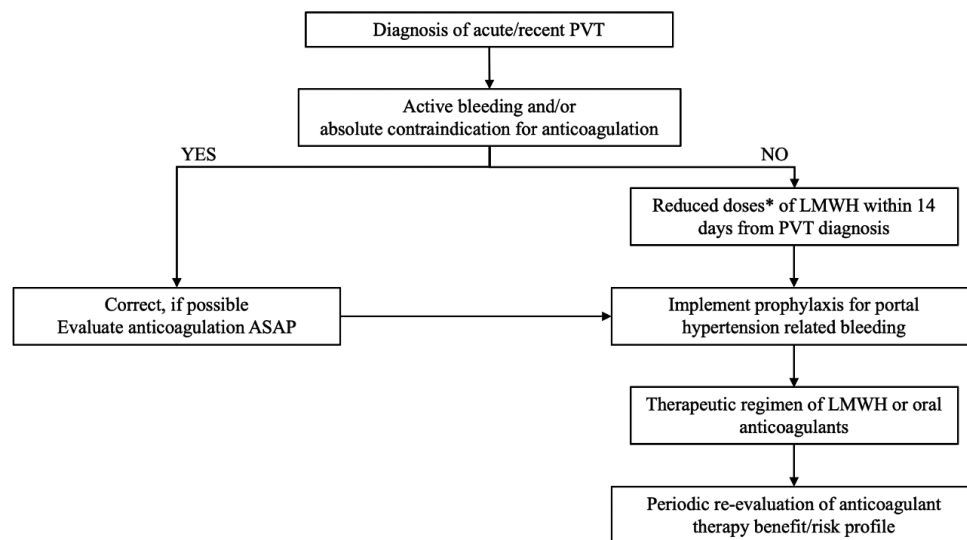 Diagnosis of acute/recent PVT
Active bleeding and/or
absolute contraindication for anticoagulation
YES
NO
Reduced doses* of LMWH within 14
days from PVT diagnosis
Correct, if possible
Evaluate anticoagulation ASAP
Implement prophylaxis for portal
hypertension related bleeding
Therapeutic regimen of LMWH or oral
anticoagulants
Periodic re-evaluation of anticoagulant
therapy benefit/risk profile